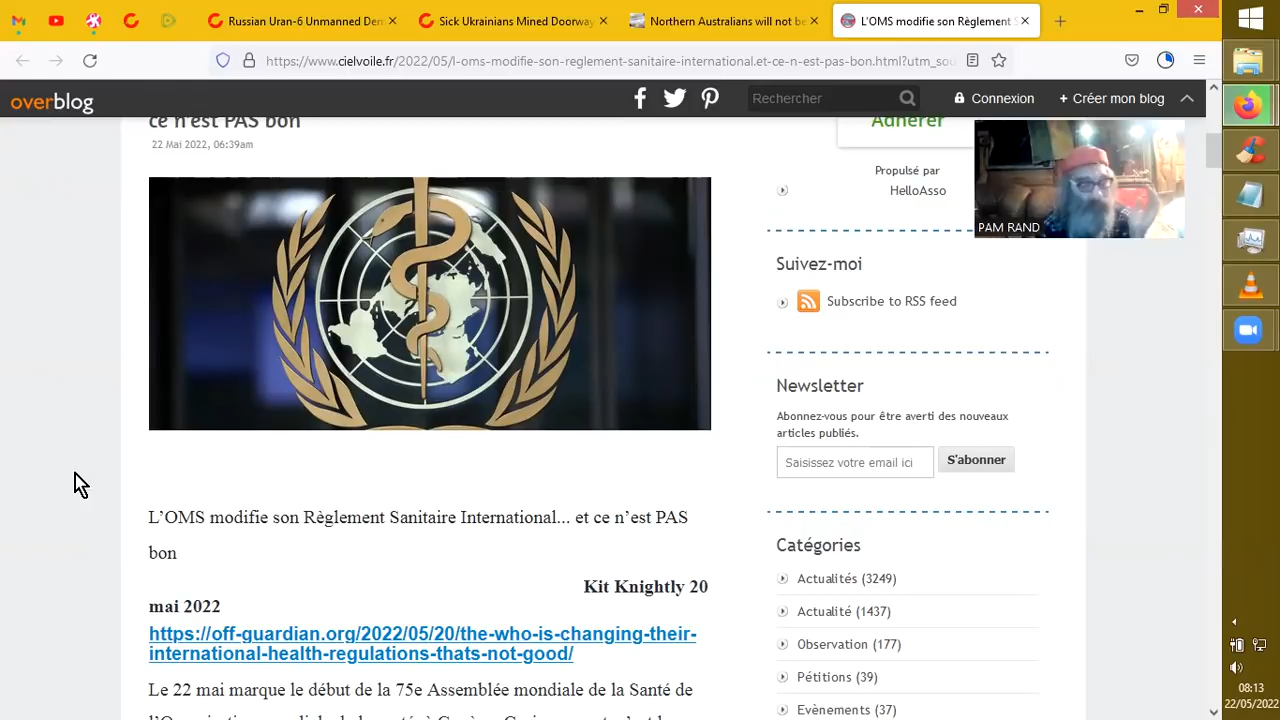 Russian Uran-6 Unmanned Der
Sick Ukrainians Mined Doorway
Northern Australians will not be
L'OMS modifie son Règlement S
https://www.cielvoile.fr/2022/05/l-oms-modifie-son-reglement-sanitaire-international.et-ce-n-est-pas-bon.html?utm_sou
overblog
Rechercher
Connexion
+ Créer mon blog
ce n'est PAS bon
22 Mai 2022, 06:39am
Adhérer
Propulsé par
HelloAsso
PAM RAND
Suivez-moi
Subscribe to RSS feed
Newsletter
Abonnez-vous pour être averti des nouveaux
articles publiés.
Saisissez votre email ici
S'abonner
L'OMS modifie son Règlement Sanitaire International... et ce n'est PAS
bon
Kit Knightly 20
mai 2022
https://off-guardian.org/2022/05/20/the-who-is-changing-their-
international-health-regulations-thats-not-good/
Le 22 mai marque le début de la 75e Assemblée mondiale de la Santé de
Catégories
Actualités (3249)
Actualité (1437)
Observation (177)
Pétitions (39)
Evènements (37)
08:13
22/05/2022